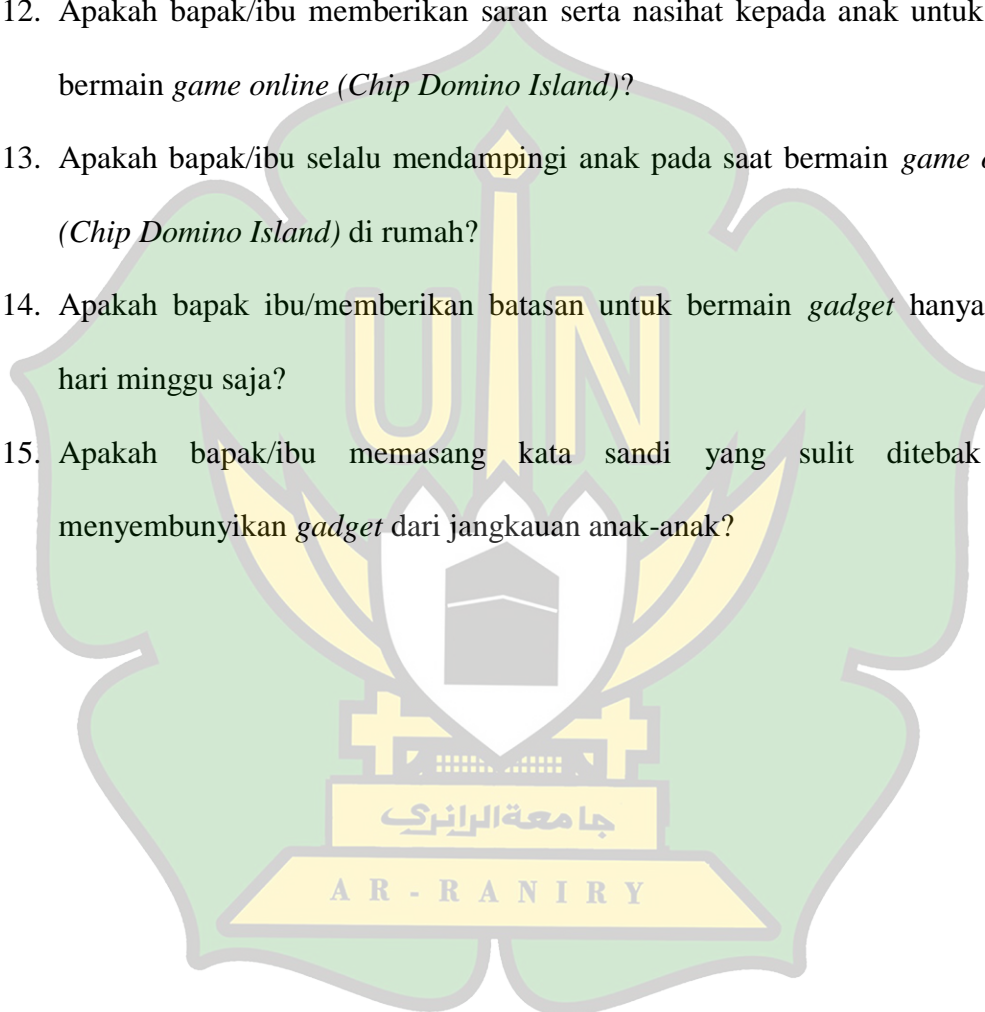 12. Apakah bapak/ibu memberikan saran serta nasihat kepada anak untuk
bermain game online (Chip Domino Island)?
13. Apakah bapak/ibu selalu mendampingi anak pada saat bermain game
(Chip Domino Island) di rumah?
14. Apakah bapak ibu/memberikan batasan untuk bermain gadget hanya
hari minggu saja?
15. Apakah bapak/ibu memasang kata sandi yang sulit ditebak
menyembunyikan gadget dari jangkauan anak-anak?
UIN
جامعة الرانري
AR-RANIRY